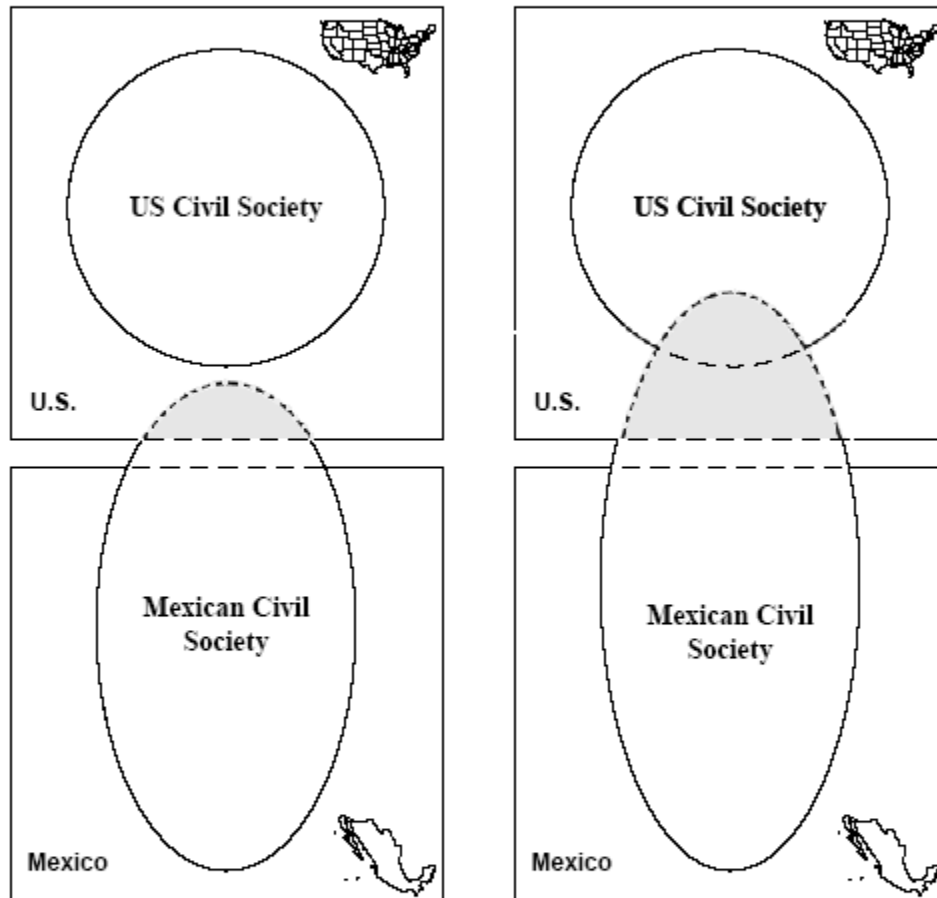 US Civil Society
U.S.
Mexican Civil
Society
Mexico
US Civil Society
U.S.
Mexican Civil
Society
Mexico